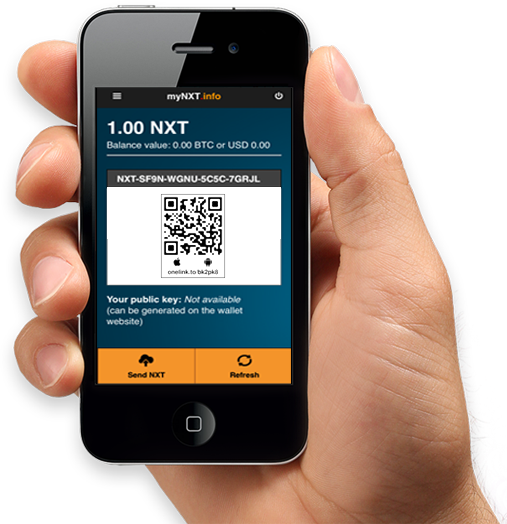 myNXT.info
1.00 NXT
Balance value: 0.00 BTC or USD 0.00
NXT-SF9N-WGNU-5C5C-7GRJL
onelink.to bk2pk8
Your public key: Not available
(can be generated on the wallet
website)
Send NXT Refresh